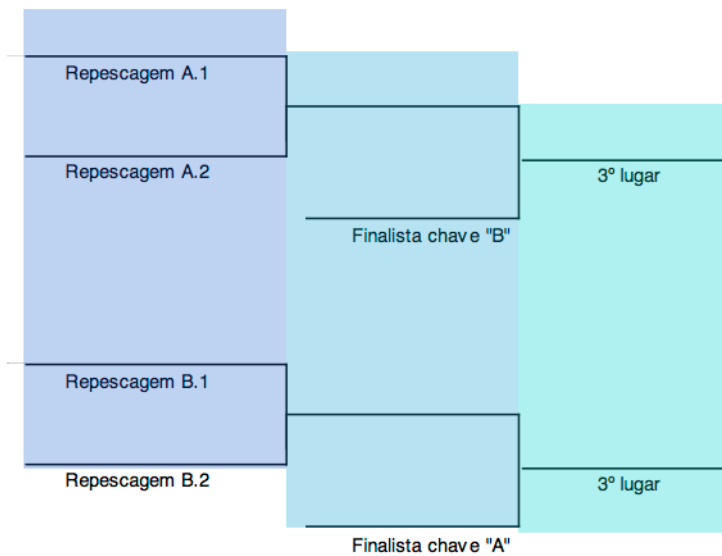 Repescagem A.1
Repescagem A.2
3º lugar
Finalista chave "B"
Repescagem B.1
Repescagem B.2
3º lugar
Finalista chave "A"